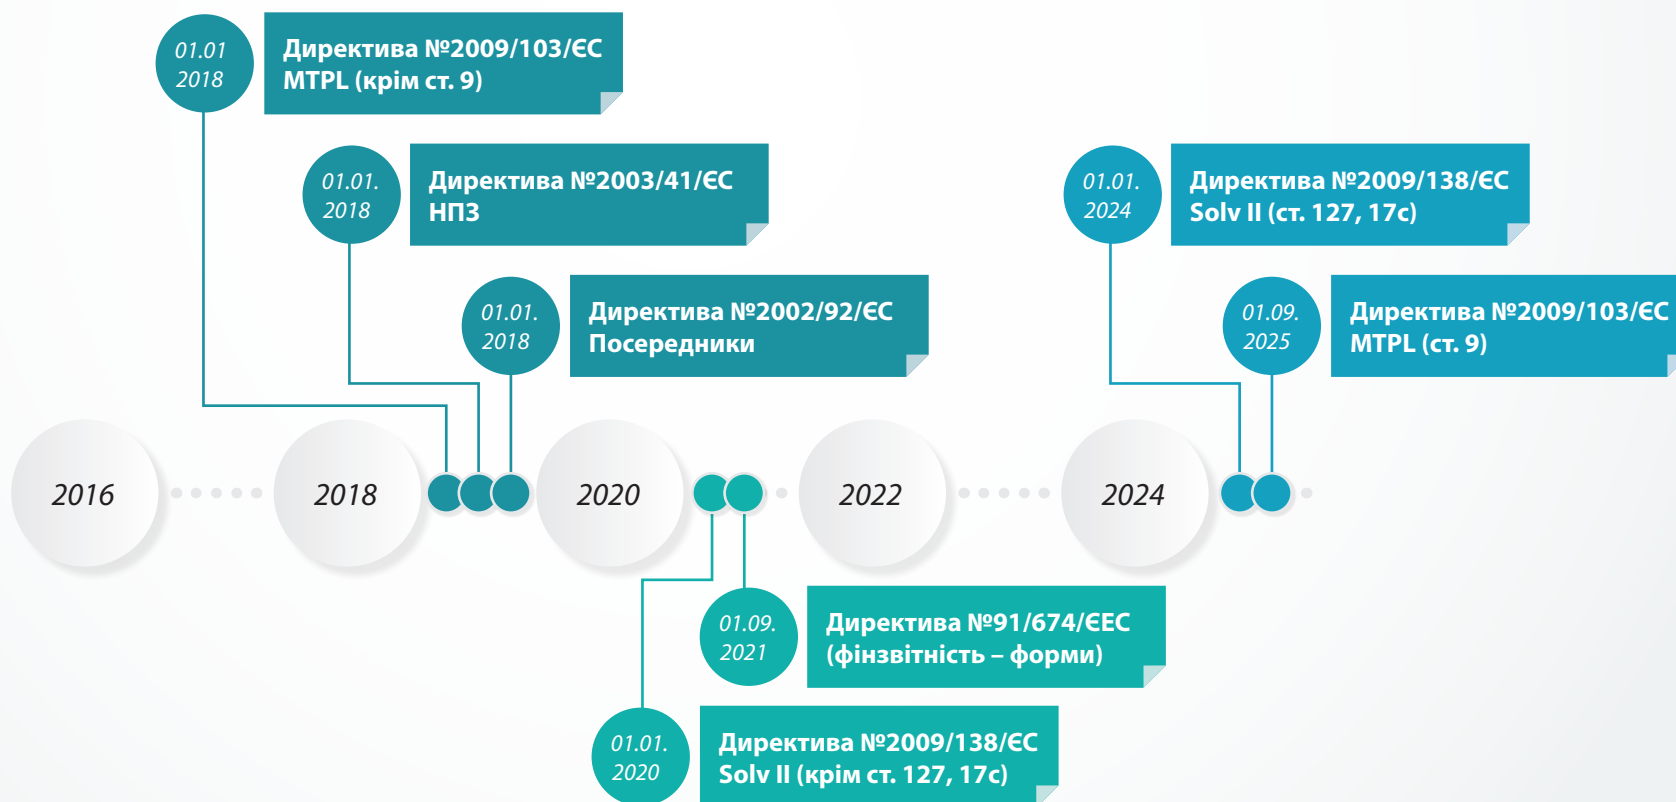 01.01
2018
Директива №2009/103/ЄС
MTPL (крім ст. 9)
01.01.
2018
Директива №2003/41/ЄС
НПЗ
01.01.
2024
Директива №2009/138/ЄС
Solv II (ст. 127, 17с)
01.01.
2018
Директива №2002/92/ЄС
Посередники
01.09.
2025
Директива №2009/103/ЄС
MTPL (ст. 9)
2016
2018
2020
2022
2024
01.09.
2021
Директива №91/674/ЄЕС
(фінзвітність – форми)
01.01.
2020
Директива №2009/138/ЄС
Solv II (крім ст. 127, 17с)